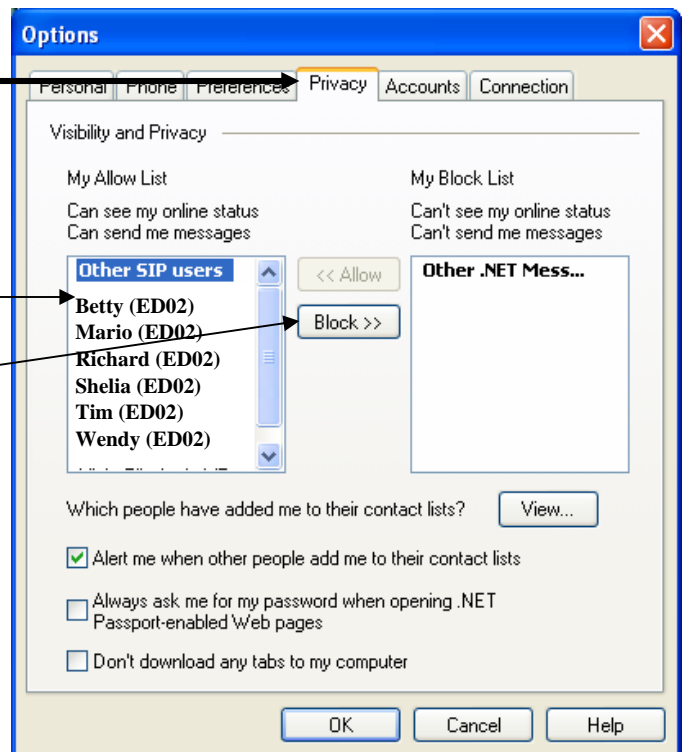 Options
Personal Phone Preferences Privacy Accounts Connection
Visibility and Privacy
My Allow List
Can see my online status
Can send me messages
Other SIP users
Betty (ED02)
Mario (ED02)
Richard (ED02)
Shelia (ED02)
Tim (ED02)
Wendy (ED02)
<< Allow
Block >>
My Block List
Can't see my online status
Can't send me messages
Other .NET Mess...
Which people have added me to their contact lists? View...
Alert me when other people add me to their contact lists
Always ask me for my password when opening .NET
Passport-enabled Web pages
Don't download any tabs to my computer
OK Cancel Help